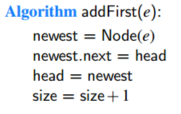 Algorithm addFirst(e):
newest = Node(e)
newest.next = head
head = newest
size = size + 1